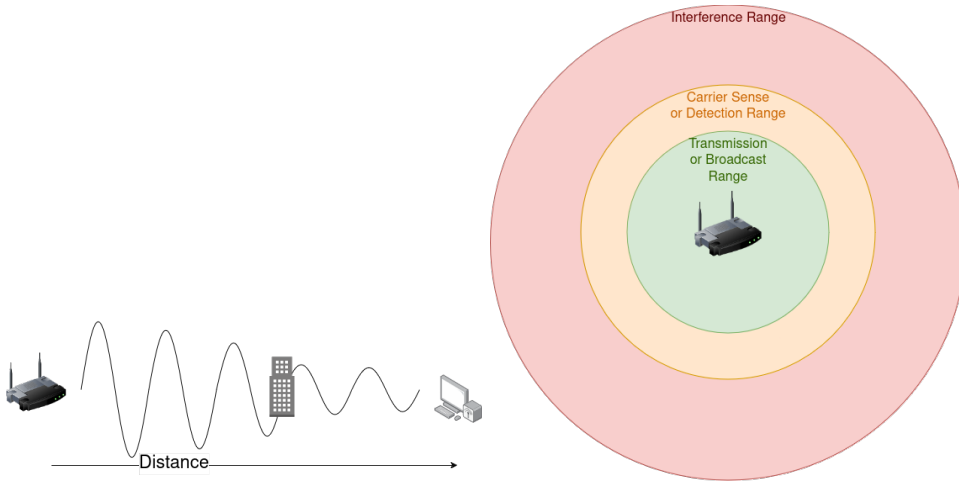 Interference Range
Carrier Sense
or Detection Range
Transmission
or Broadcast
Range
Distance